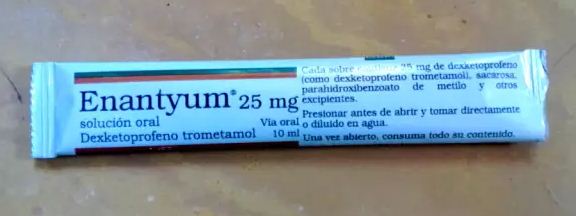 Enantyum® 25 mg
solución oral Vía oral
Dexketoprofeno trometamol 10 ml
Cada sobre contiene 25 mg de dexketoprofeno
(como dexketoprofeno trometamol), sacarosa,
parahidroxibenzoato de metilo y otros
excipientes.
Presionar antes de abrir y tomar directamente
o diluido en agua.
Una vez abierto, consuma todo su contenido.